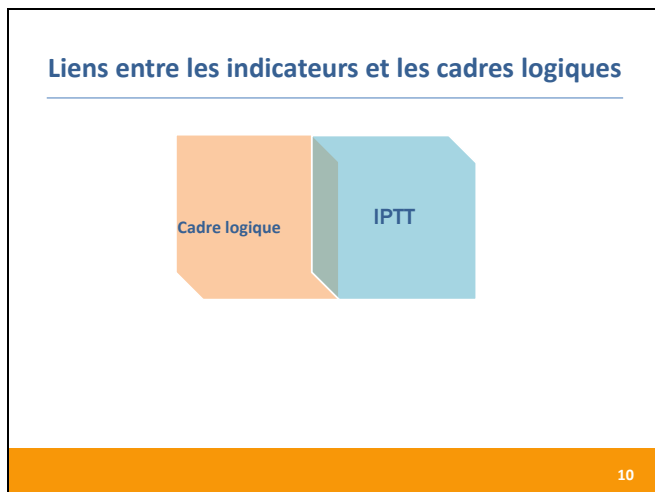 Liens entre les indicateurs et les cadres logiques
Cadre logique
IPTT
10